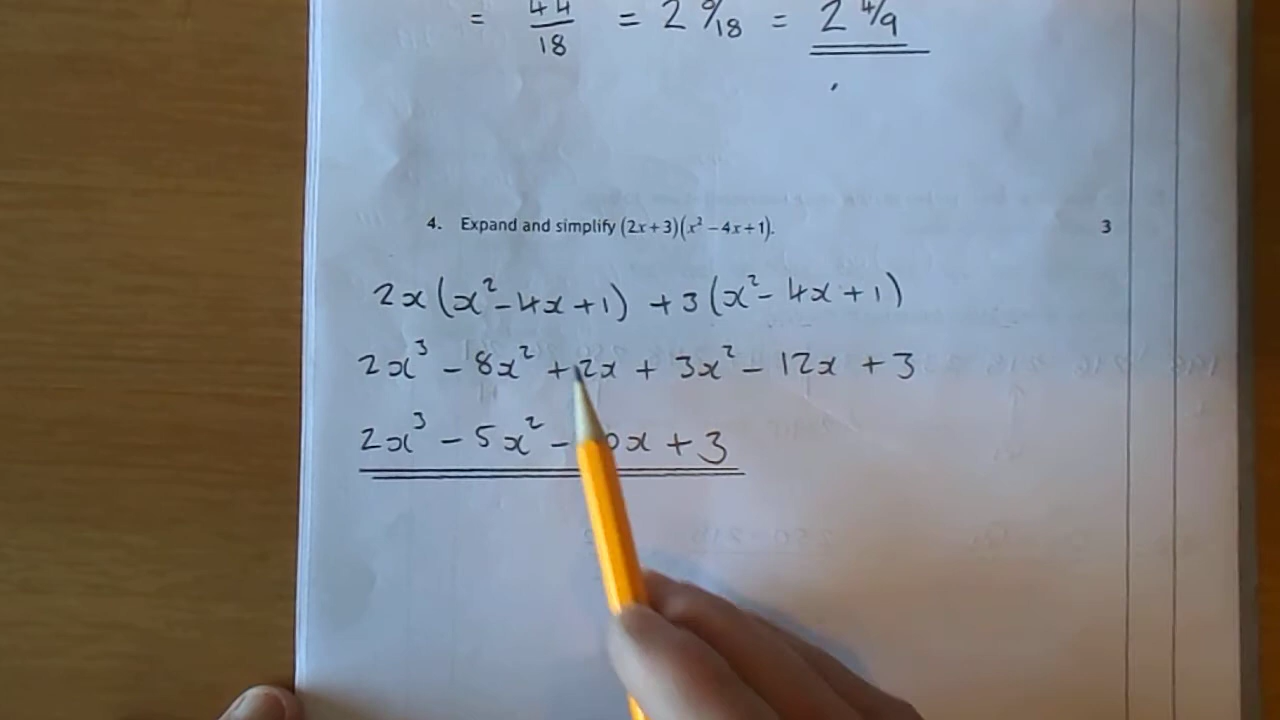 = 44/18 = 2 8/18 = 2 4/9
4. Expand and simplify (2x+3)(x² – 4x+1). 3
2x(x² - 4x + 1) + 3(x² - 4x + 1)
2x³ - 8x² + 2x + 3x² - 12x + 3
2x³ - 5x² - 0x + 3